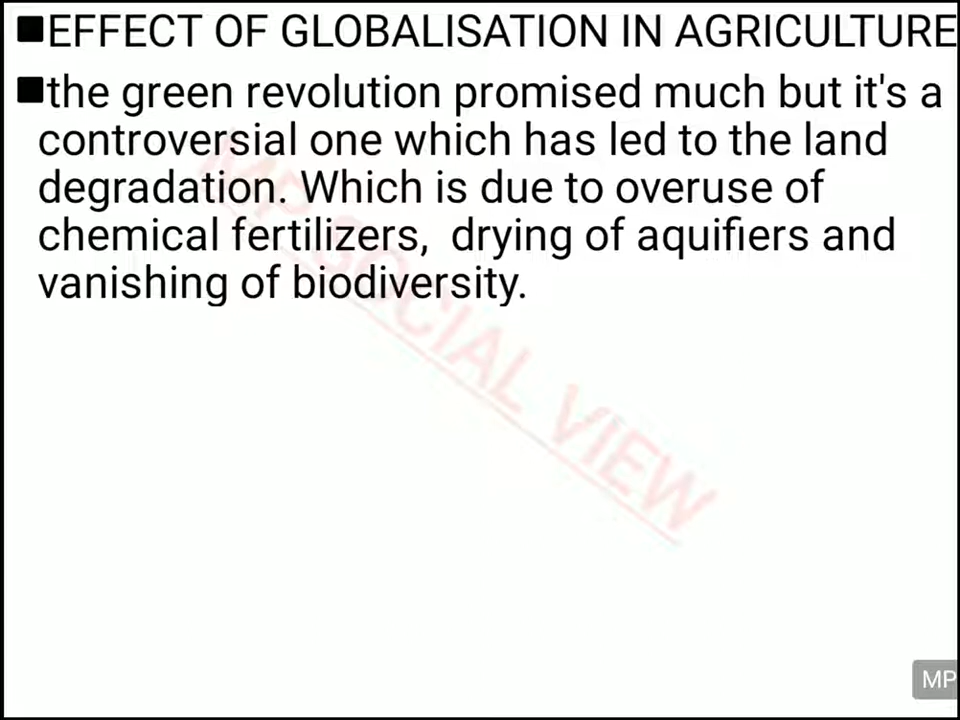 ■EFFECT OF GLOBALISATION IN AGRICULTURE
■the green revolution promised much but it's a
controversial one which has led to the land
degradation. Which is due to overuse of
chemical fertilizers, drying of aquifiers and
vanishing of biodiversity.
MP SOCIAL VIEW
MP